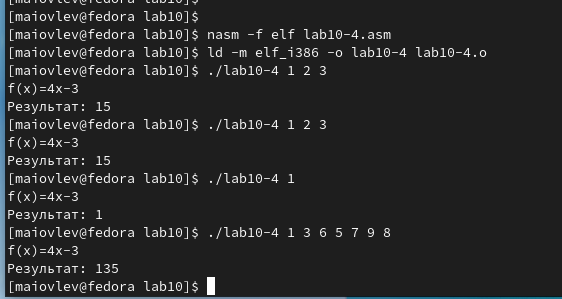 [maiovlev@fedora lab10]$
[maiovlev@fedora lab10]$
[maiovlev@fedora lab10]$ nasm -f elf lab10-4.asm
[maiovlev@fedora lab10]$ ld -m elf_i386 -o lab10-4 lab10-4.o
[maiovlev@fedora lab10]$ ./lab10-4 1 2 3
f(x)=4x-3
Результат: 15
[maiovlev@fedora lab10]$ ./lab10-4 1 2 3
f(x)=4x-3
Результат: 15
[maiovlev@fedora lab10]$ ./lab10-4 1
f(x)=4x-3
Результат: 1
[maiovlev@fedora lab10]$ ./lab10-4 1 3 6 5 7 9 8
f(x)=4x-3
Результат: 135
[maiovlev@fedora lab10]$